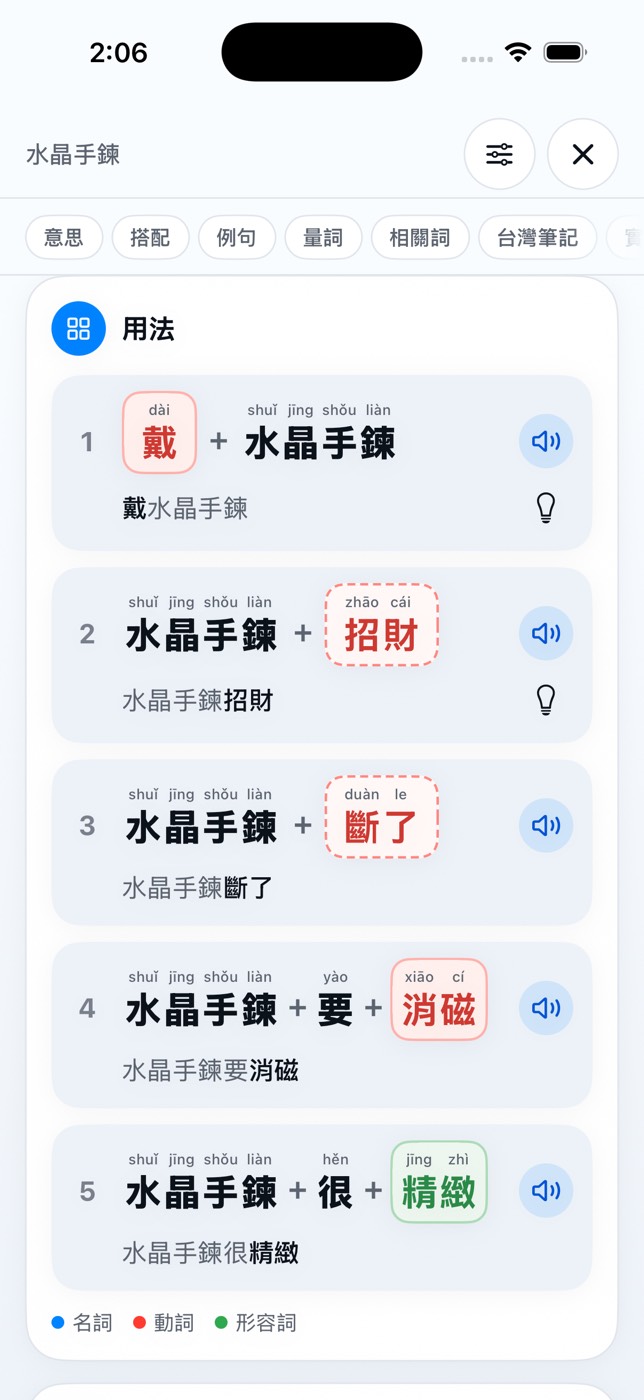 2:06
水晶手鍊
意思 搭配 例句 量詞 相關詞 台灣筆記
用法
dài shuǐ jīng shǒu liàn
1 戴 + 水晶手鍊
戴水晶手鍊
shuǐ jīng shǒu liàn zhāo cái
2 水晶手鍊 + 招財
水晶手鍊招財
shuǐ jīng shǒu liàn duàn le
3 水晶手鍊 + 斷了
水晶手鍊斷了
shuǐ jīng shǒu liàn yào xiāo cí
4 水晶手鍊 + 要 + 消磁
水晶手鍊要消磁
shuǐ jīng shǒu liàn hěn jīng zhì
5 水晶手鍊 + 很 + 精緻
水晶手鍊很精緻
名詞 動詞 形容詞